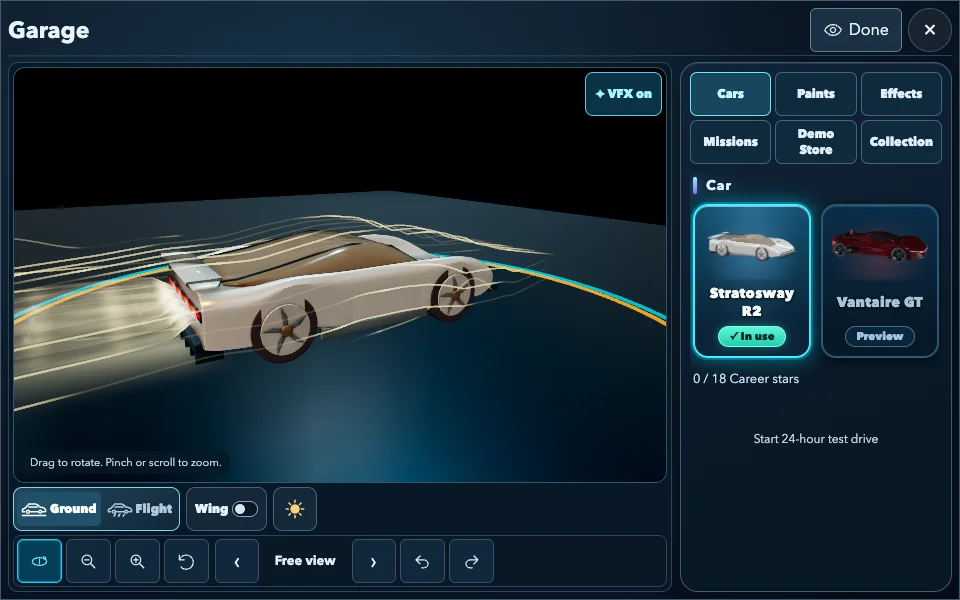 Garage
Done
VFX on
Cars
Paints
Effects
Missions
Demo
Store
Collection
Car
Stratosway
R2
✓ In use
Vantaire GT
Preview
0 / 18 Career stars
Start 24-hour test drive
Drag to rotate. Pinch or scroll to zoom.
Ground
Flight
Wing
Free view